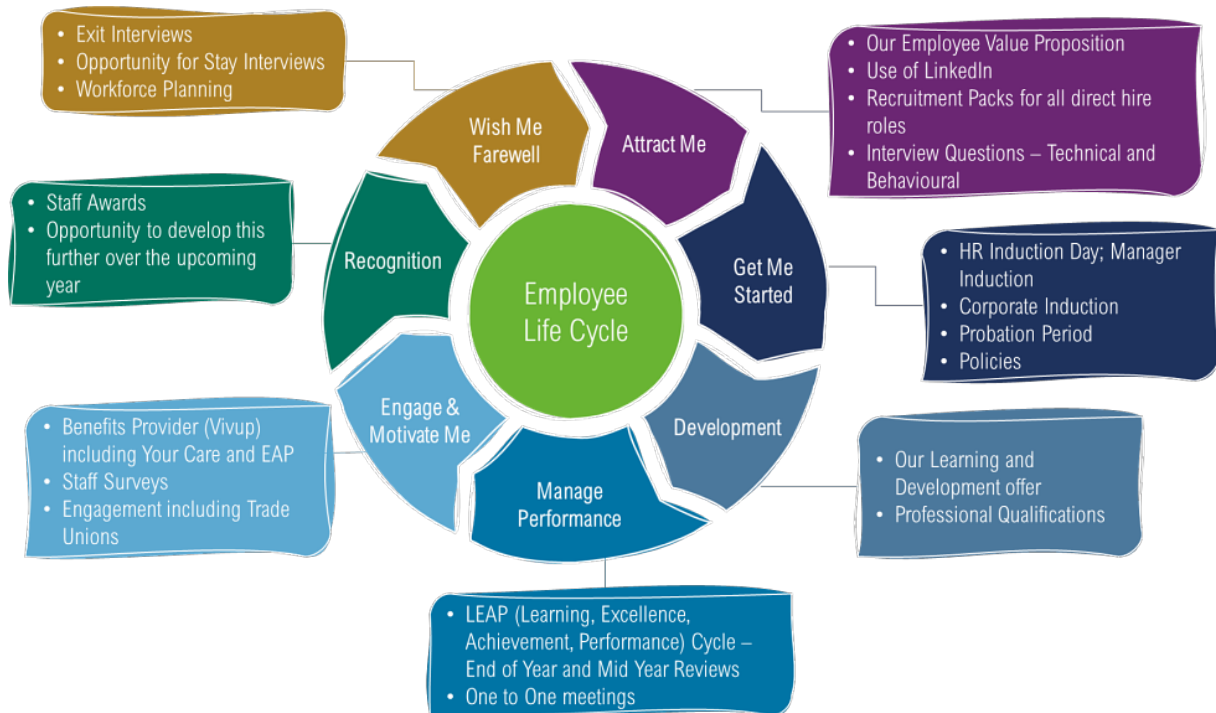 • Exit Interviews
• Opportunity for Stay Interviews
• Workforce Planning
• Our Employee Value Proposition
• Use of LinkedIn
• Recruitment Packs for all direct hire
roles
• Interview Questions – Technical and
Behavioural
Wish Me
Farewell
Attract Me
• Staff Awards
• Opportunity to develop this
further over the upcoming
year
Recognition
Get Me
Started
• HR Induction Day; Manager
Induction
• Corporate Induction
• Probation Period
• Policies
Employee
Life Cycle
Engage &
Motivate Me
Development
• Benefits Provider (Vivup)
including Your Care and EAP
• Staff Surveys
• Engagement including Trade
Unions
Manage
Performance
• Our Learning and
Development offer
• Professional Qualifications
• LEAP (Learning, Excellence,
Achievement, Performance) Cycle –
End of Year and Mid Year Reviews
• One to One meetings